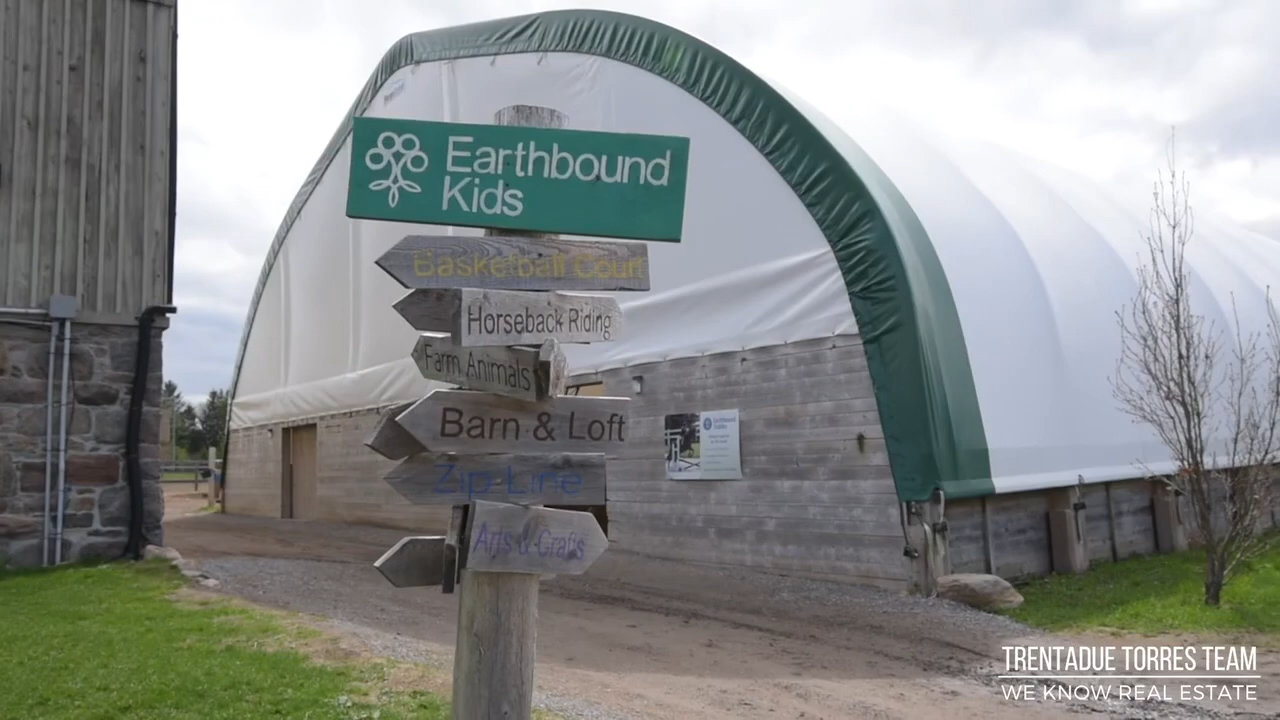 Earthbound
Kids
Basketball Court
Horseback Riding
Farm Animals
Barn & Loft
Zip Line
Arts & Crafts
TRENTADUE TORRES TEAM
WE KNOW REAL ESTATE